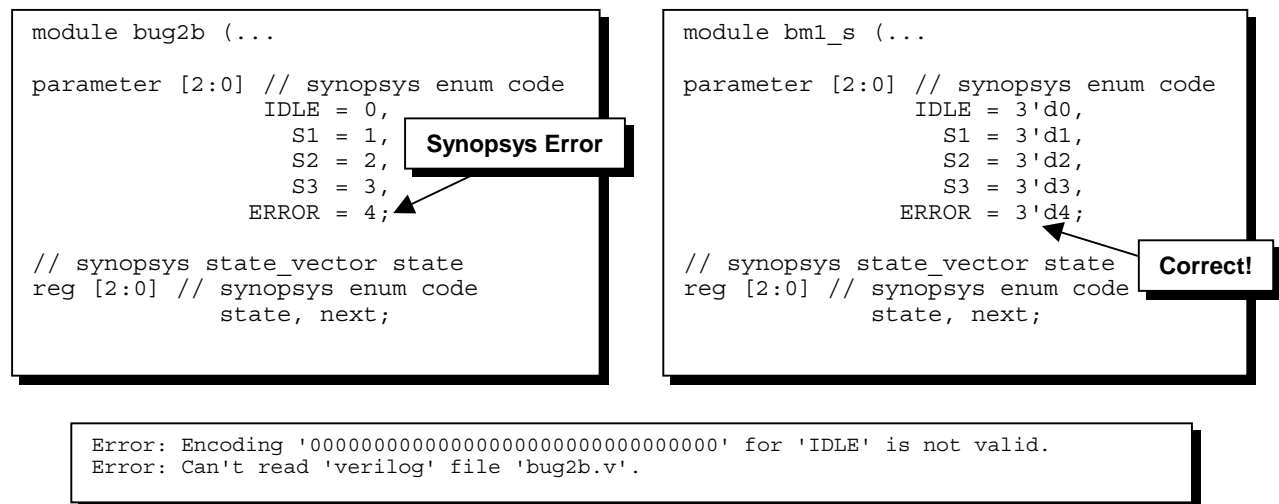 module bug2b (...
parameter [2:0] // synopsys enum code
IDLE = 0,
S1 = 1,
S2 = 2,
S3 = 3,
ERROR = 4;
// synopsys state_vector state
reg [2:0] // synopsys enum code
state, next;
Synopsys Error
module bm1_s (...
parameter [2:0] // synopsys enum code
IDLE = 3'd0,
S1 = 3'd1,
S2 = 3'd2,
S3 = 3'd3,
ERROR = 3'd4;
// synopsys state_vector state
reg [2:0] // synopsys enum code
state, next;
Correct!
Error: Encoding '00000000000000000000000000000000' for 'IDLE' is not valid.
Error: Can't read 'verilog' file 'bug2b.v'.